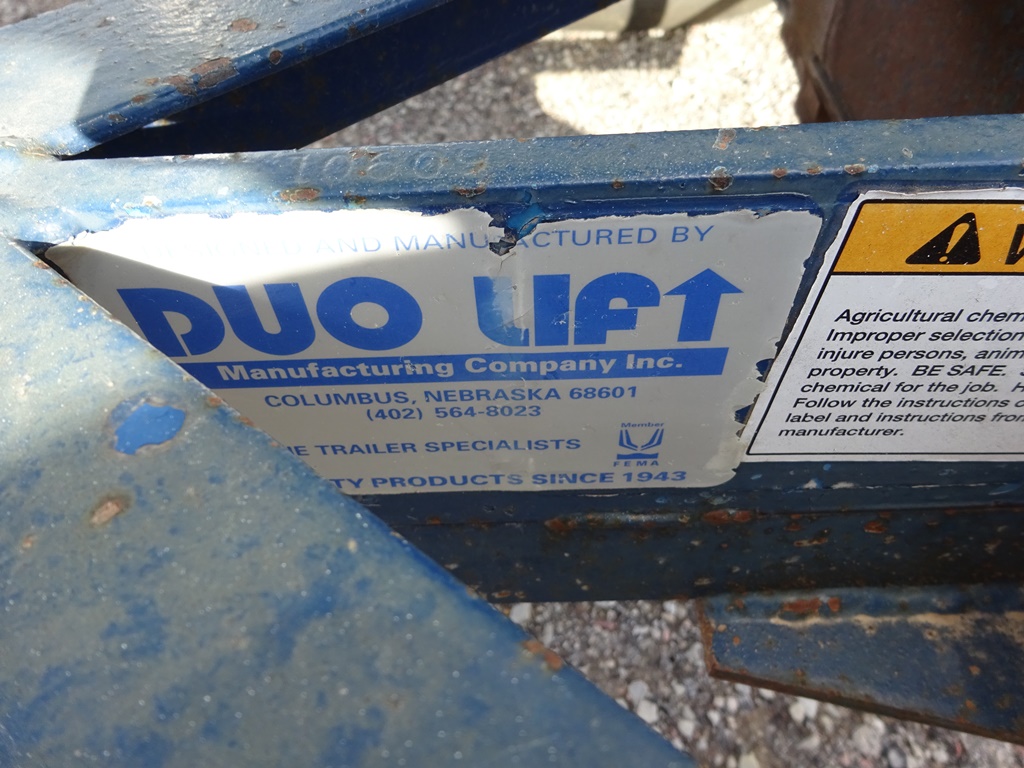 AND MANUFACTURED BY
DUO LIFT
Manufacturing Company Inc.
COLUMBUS, NEBRASKA 68601
(402) 564-8023
TRAILER SPECIALISTS
Member
FEMA
TY PRODUCTS SINCE 1943
Agricultural chem
Improper selection
injure persons, anim
property. BE SAFE.
chemical for the job.
Follow the instructions
label and instructions from
manufacturer.